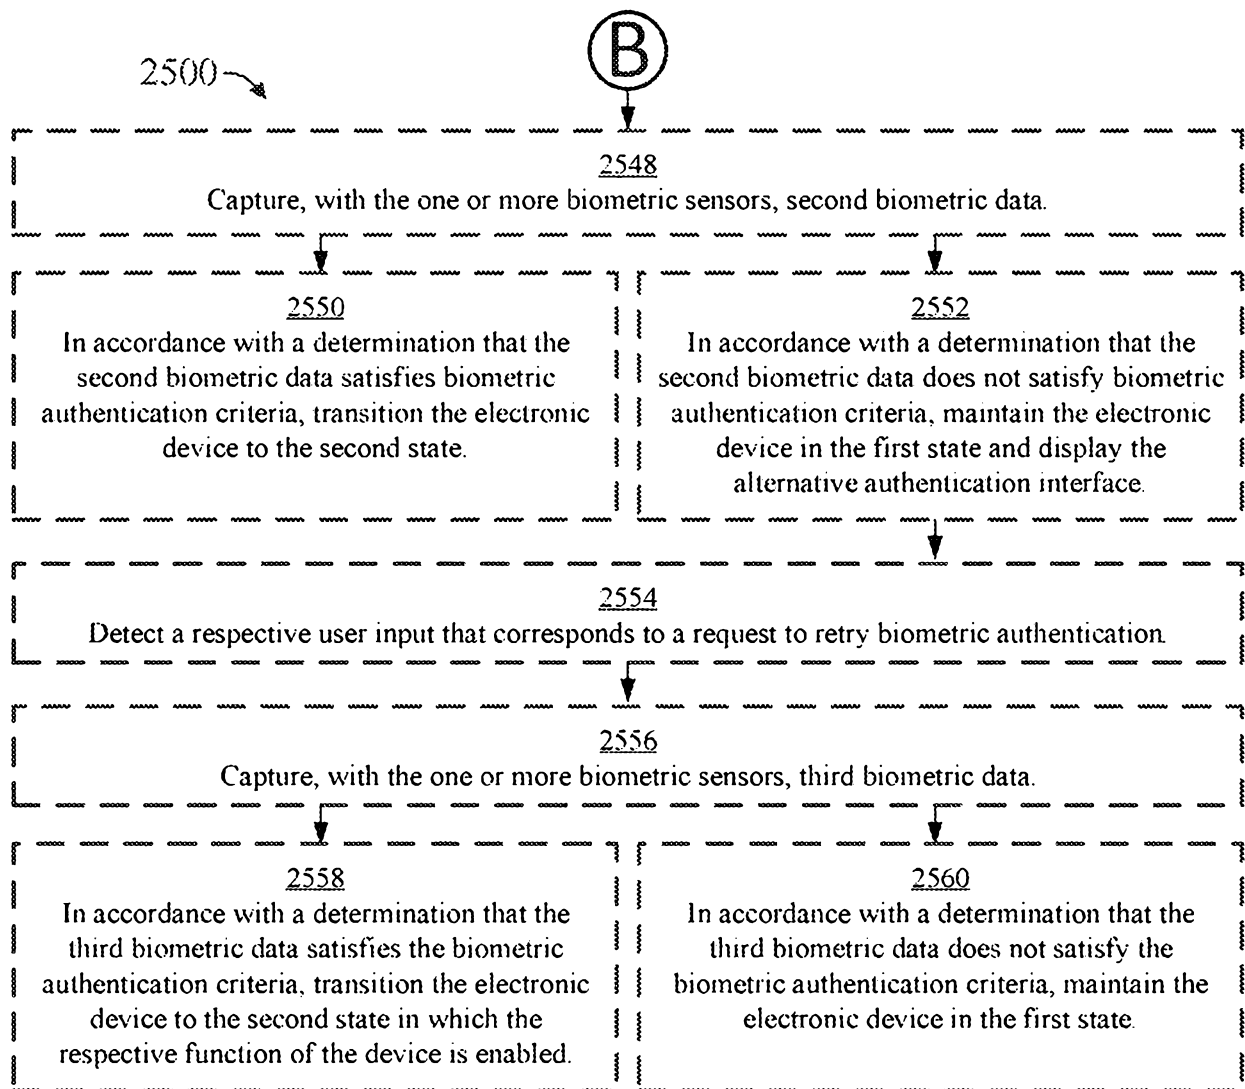 B
2500
2548
Capture, with the one or more biometric sensors, second biometric data.
2550
In accordance with a determination that the
second biometric data satisfies biometric
authentication criteria, transition the electronic
device to the second state.
2552
In accordance with a determination that the
second biometric data does not satisfy biometric
authentication criteria, maintain the electronic
device in the first state and display the
alternative authentication interface.
2554
Detect a respective user input that corresponds to a request to retry biometric authentication.
2556
Capture, with the one or more biometric sensors, third biometric data.
2558
In accordance with a determination that the
third biometric data satisfies the biometric
authentication criteria, transition the electronic
device to the second state in which the
respective function of the device is enabled.
2560
In accordance with a determination that the
third biometric data does not satisfy the
biometric authentication criteria, maintain the
electronic device in the first state.